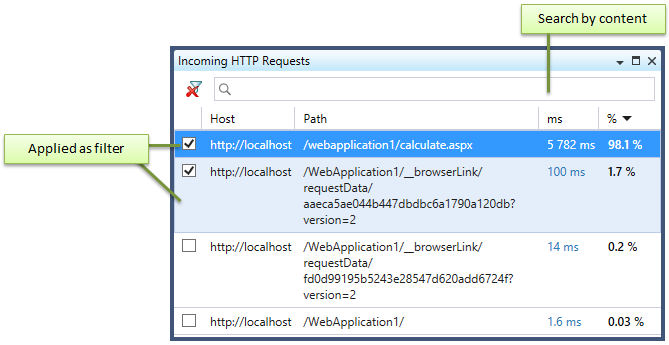 Search by content
Incoming HTTP Requests
Host Path ms %
Applied as filter
http://localhost /webapplication1/calculate.aspx 5 782 ms 98.1 %
http://localhost /WebApplication1/__browserLink/ 100 ms 1.7 %
requestData/
aaeca5ae044b447dbdbc6a1790a120db?
version=2
http://localhost /WebApplication1/__browserLink/ 14 ms 0.2 %
requestData/
fd0d99195b5243e28547d620add6724f?
version=2
http://localhost /WebApplication1/ 1.6 ms 0.03 %